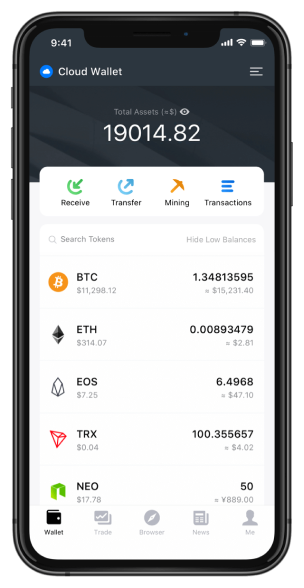 9:41
Cloud Wallet
Total Assets (≈$)
19014.82
Receive Transfer Mining Transactions
Search Tokens Hide Low Balances
BTC 1.34813595
$11,298.12 ≈ $15,231.40
ETH 0.00893479
$314.07 ≈ $2.81
EOS 6.4968
$7.25 ≈ $47.10
TRX 100.355657
$0.04 ≈ $4.02
NEO 50
$17.78 ≈ ¥889.00
Wallet Trade Browser News Me